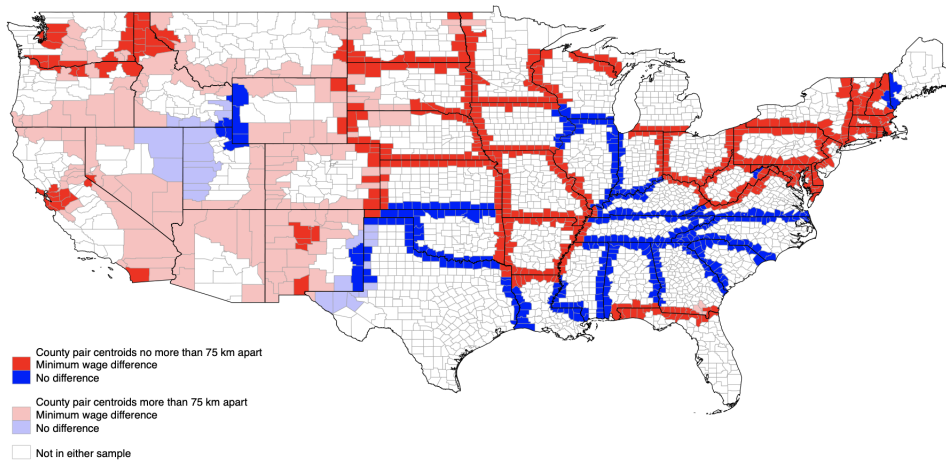 County pair centroids no more than 75 km apart
Minimum wage difference
No difference
County pair centroids more than 75 km apart
Minimum wage difference
No difference
Not in either sample